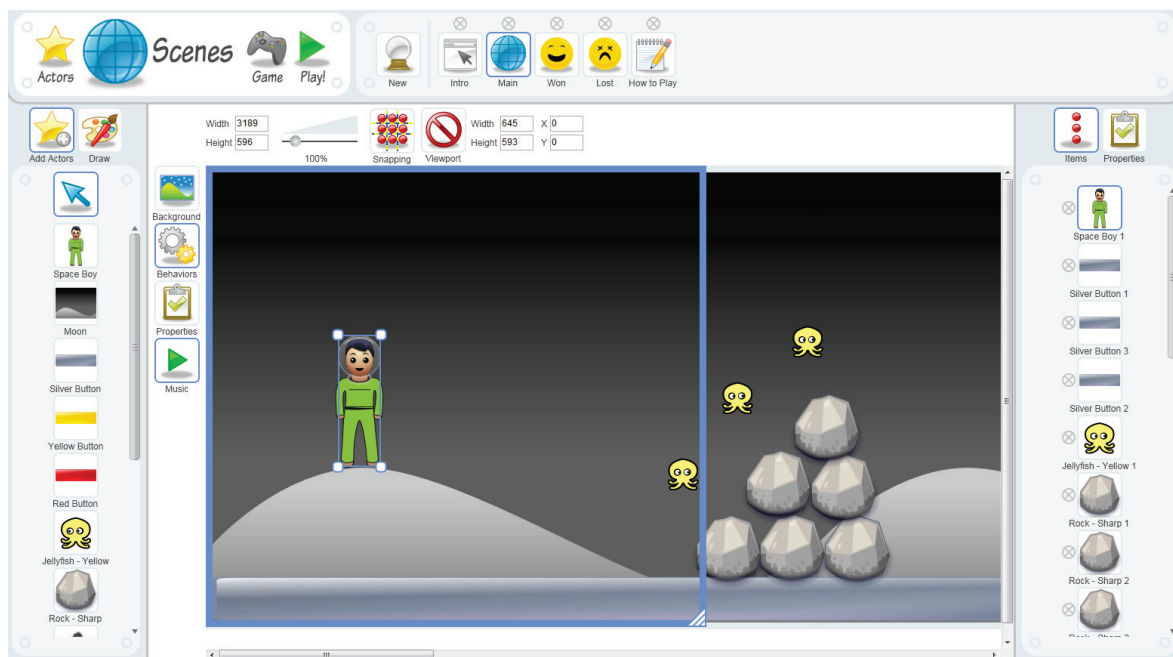 Actors
Scenes
Game
Play!
New
Intro
Main
Won
Lost
How to Play
Add Actors
Draw
Width 3189
Height 596
100%
Snapping
Viewport
Width 645 X 0
Height 593 Y 0
Items
Properties
Background
Behaviors
Properties
Music
Space Boy
Moon
Silver Button
Yellow Button
Red Button
Jellyfish - Yellow
Rock - Sharp
Space Boy 1
Silver Button 1
Silver Button 3
Silver Button 2
Jellyfish - Yellow 1
Rock - Sharp 1
Rock - Sharp 2